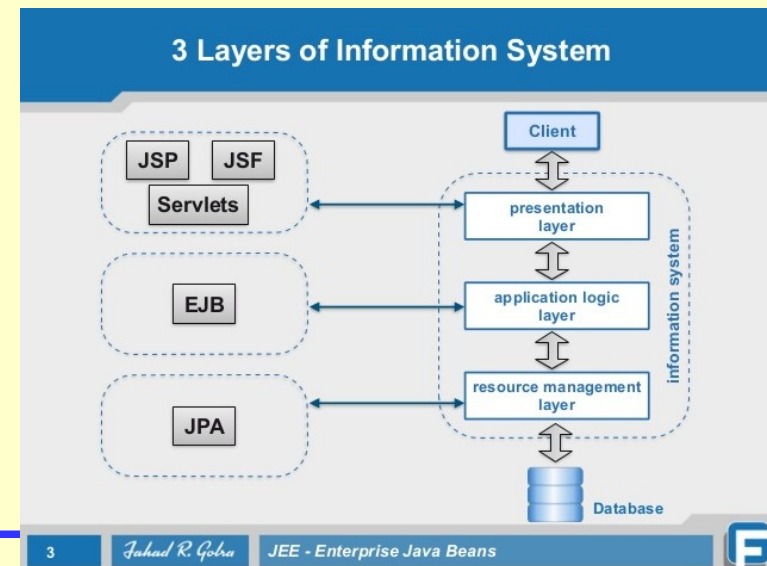 3 Layers of Information System
JSP JSF
Servlets
EJB
JPA
Client
presentation
layer
application logic
layer
resource management
layer
information system
Database
3 Fahad R. Golra JEE - Enterprise Java Beans